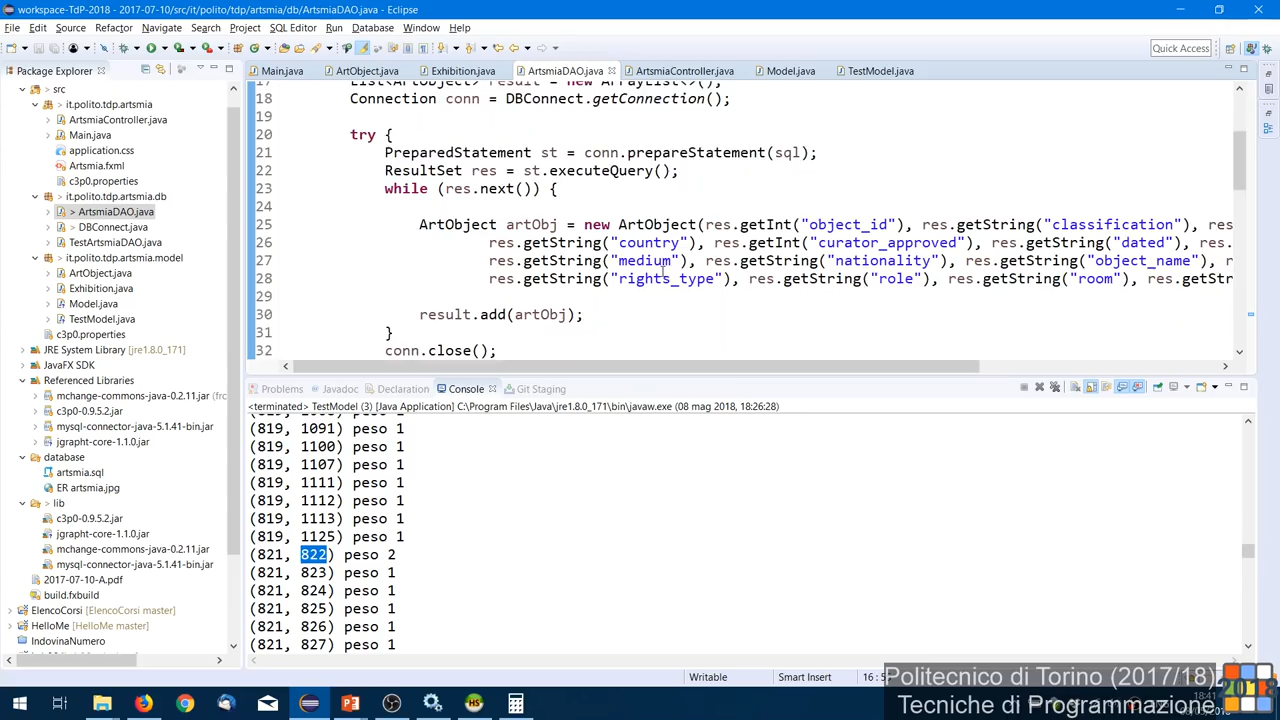 workspace-TdP-2018 - 2017-07-10/src/it/polito/tdp/artsmia/db/ArtsmiaDAO.java - Eclipse
File Edit Source Refactor Navigate Search Project SQL Editor Run Database Window Help
Quick Access
Package Explorer
Main.java ArtObject.java Exhibition.java ArtsmiaDAO.java ArtsmiaController.java Model.java TestModel.java
src
> it.polito.tdp.artsmia
ArtsmiaController.java
Main.java
application.css
Artsmia.fxml
c3p0.properties
> it.polito.tdp.artsmia.db
> ArtsmiaDAO.java
> DBConnect.java
TestArtsmiaDAO.java
> it.polito.tdp.artsmia.model
ArtObject.java
Exhibition.java
Model.java
TestModel.java
c3p0.properties
JRE System Library [jre1.8.0_171]
JavaFX SDK
Referenced Libraries
mchange-commons-java-0.2.11.jar (frc
c3p0-0.9.5.2.jar
mysql-connector-java-5.1.41-bin.jar
jgrapht-core-1.1.0.jar
database
artsmia.sql
ER artsmia.jpg
lib
c3p0-0.9.5.2.jar
jgrapht-core-1.1.0.jar
mchange-commons-java-0.2.11.jar
mysql-connector-java-5.1.41-bin.jar
2017-07-10-A.pdf
build.fxbuild
ElencoCorsi [ElencoCorsi master]
HelloMe [HelloMe master]
IndovinaNumero
17 List<ArtObject> result = new ArrayList<>();
18 Connection conn = DBConnect.getConnection();
19
20 try {
21 PreparedStatement st = conn.prepareStatement(sql);
22 ResultSet res = st.executeQuery();
23 while (res.next()) {
24
25 ArtObject artObj = new ArtObject(res.getInt("object_id"), res.getString("classification"), res
26 res.getString("country"), res.getInt("curator_approved"), res.getString("dated"), res.
27 res.getString("medium"), res.getString("nationality"), res.getString("object_name"), r
28 res.getString("rights_type"), res.getString("role"), res.getString("room"), res.getStr
29
30 result.add(artObj);
31 }
32 conn.close();
Problems Javadoc Declaration Console Git Staging
<terminated> TestModel (3) [Java Application] C:\Program Files\Java\jre1.8.0_171\bin\javaw.exe (08 mag 2018, 18:26:28)
(819, 1091) peso 1
(819, 1100) peso 1
(819, 1107) peso 1
(819, 1111) peso 1
(819, 1112) peso 1
(819, 1113) peso 1
(819, 1125) peso 1
(821, 822) peso 2
(821, 823) peso 1
(821, 824) peso 1
(821, 825) peso 1
(821, 826) peso 1
(821, 827) peso 1
Writable Smart Insert
Politecnico di Torino (2017/18)
Tecniche di Programmazione
2018
18:41